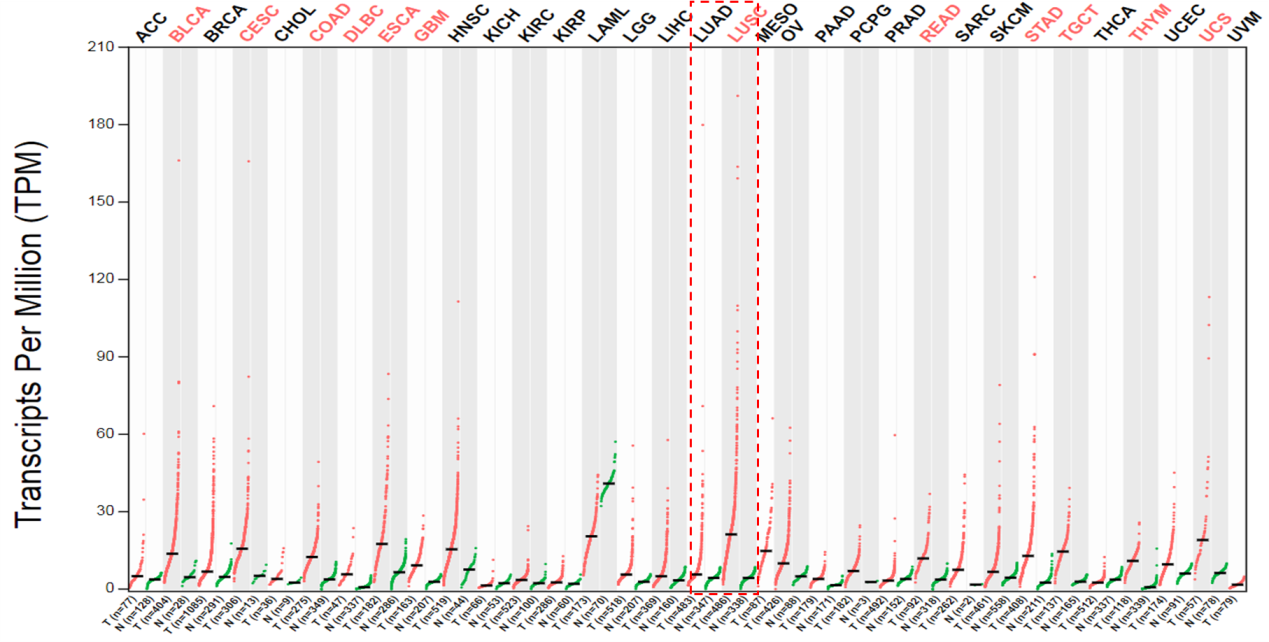 ACC
BLCA
BRCA
CESC
CHOL
COAD
DLBC
ESCA
GBM
HNSC
KICH
KIRC
KIRP
LAML
LGG
LIHC
LUAD
LUSC
MESO
OV
PAAD
PCPG
PRAD
READ
SARC
SKCM
STAD
TGCT
THCA
THYM
UCEC
UCS
UVM
Transcripts Per Million (TPM)
210
180
150
120
90
60
30
0
T (n=77)
N (n=128)
T (n=404)
N (n=28)
T (n=1085)
N (n=291)
T (n=306)
N (n=13)
T (n=36)
N (n=9)
T (n=275)
N (n=349)
T (n=47)
N (n=337)
T (n=182)
N (n=286)
T (n=163)
N (n=207)
T (n=519)
N (n=44)
T (n=66)
N (n=53)
T (n=523)
N (n=100)
T (n=286)
N (n=60)
T (n=173)
N (n=70)
T (n=518)
N (n=207)
T (n=369)
N (n=160)
T (n=483)
N (n=347)
T (n=486)
N (n=338)
T (n=87)
T (n=426)
N (n=88)
T (n=179)
N (n=171)
T (n=182)
N (n=3)
T (n=492)
N (n=152)
T (n=92)
N (n=318)
T (n=262)
N (n=2)
T (n=461)
N (n=558)
T (n=408)
N (n=211)
T (n=137)
N (n=165)
T (n=512)
N (n=337)
T (n=118)
N (n=339)
T (n=174)
N (n=91)
T (n=57)
N (n=78)
T (n=79)